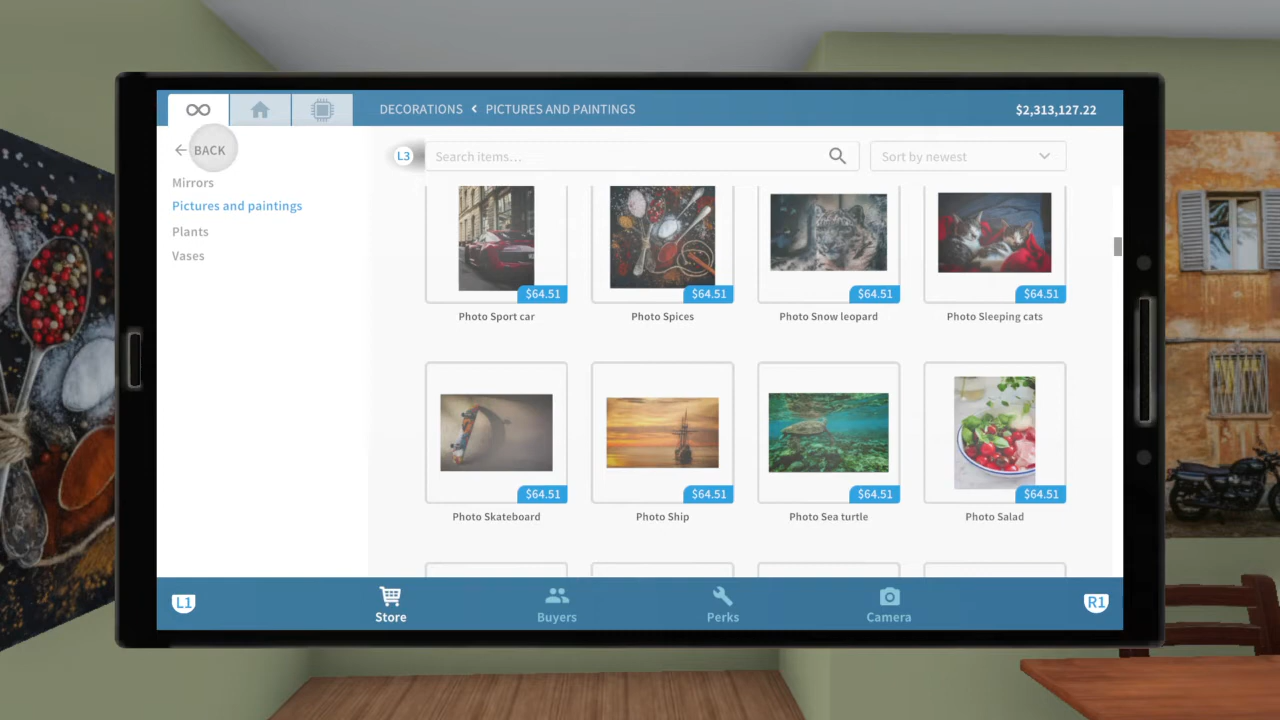 DECORATIONS < PICTURES AND PAINTINGS
$2,313,127.22
BACK
Mirrors
Pictures and paintings
Plants
Vases
L3
Search items...
Sort by newest
$64.51
$64.51
$64.51
$64.51
Photo Sport car
Photo Spices
Photo Snow leopard
Photo Sleeping cats
$64.51
$64.51
$64.51
$64.51
Photo Skateboard
Photo Ship
Photo Sea turtle
Photo Salad
L1
Store
Buyers
Perks
Camera
R1